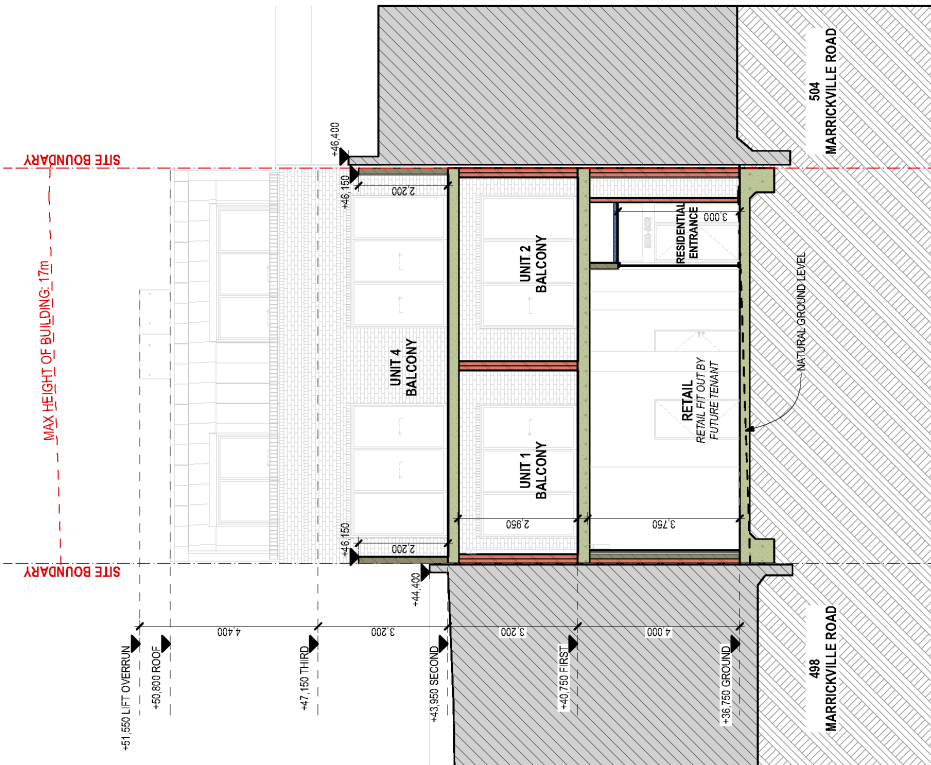 SITE BOUNDARY
MAX HEIGHT OF BUILDING: 17m
SITE BOUNDARY
+46,400
+46,150
2,200
+46,150
2,200
+44,400
UNIT 4
BALCONY
UNIT 2
BALCONY
UNIT 1
BALCONY
2,950
RESIDENTIAL
ENTRANCE
3,000
500-502
RETAIL
RETAIL FIT OUT BY
FUTURE TENANT
3,750
NATURAL GROUND LEVEL
504
MARRICKVILLE ROAD
498
MARRICKVILLE ROAD
+51,550 LIFT OVERRUN
+50,800 ROOF
+47,150 THIRD
+43,950 SECOND
+40,750 FIRST
+36,750 GROUND
4,400
3,200
3,200
4,000